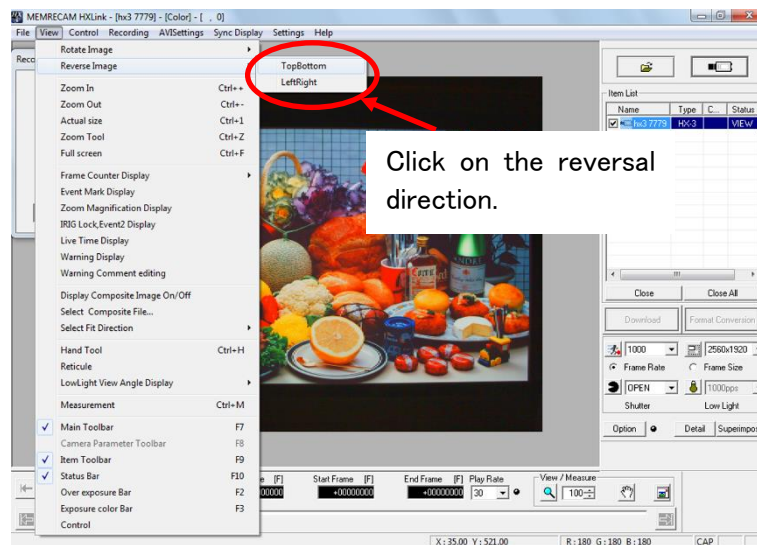 MEMRECAM HXLink - [hx3 7779] - [Color] - [ , 0]
File View Control Recording AVISettings Sync Display Settings Help
Rotate Image
Reverse Image
TopBottom
LeftRight
Zoom In Ctrl++
Zoom Out Ctrl+-
Actual size Ctrl+1
Zoom Tool Ctrl+Z
Full screen Ctrl+F
Frame Counter Display
Event Mark Display
Zoom Magnification Display
IRIG Lock,Event2 Display
Live Time Display
Warning Display
Warning Comment editing
Display Composite Image On/Off
Select Composite File...
Select Fit Direction
Hand Tool Ctrl+H
Reticule
LowLight View Angle Display
Measurement Ctrl+M
Main Toolbar F7
Camera Parameter Toolbar F8
Item Toolbar F9
Status Bar F10
Over exposure Bar F2
Exposure color Bar F3
Control
Click on the reversal
direction.
Item List
Name Type C... Status
hx3 7779 HX-3 VIEW
Close Close All
Download Format Conversion
1000 2560x1920
Frame Rate Frame Size
OPEN 1000pps
Shutter Low Light
Option Detail Superimpos
[F] Start Frame [F] End Frame [F] Play Rate View / Measure
+00000000 +00000000 30 100
X : 35.00 Y : 521.00 R : 180 G : 180 B : 180 CAP